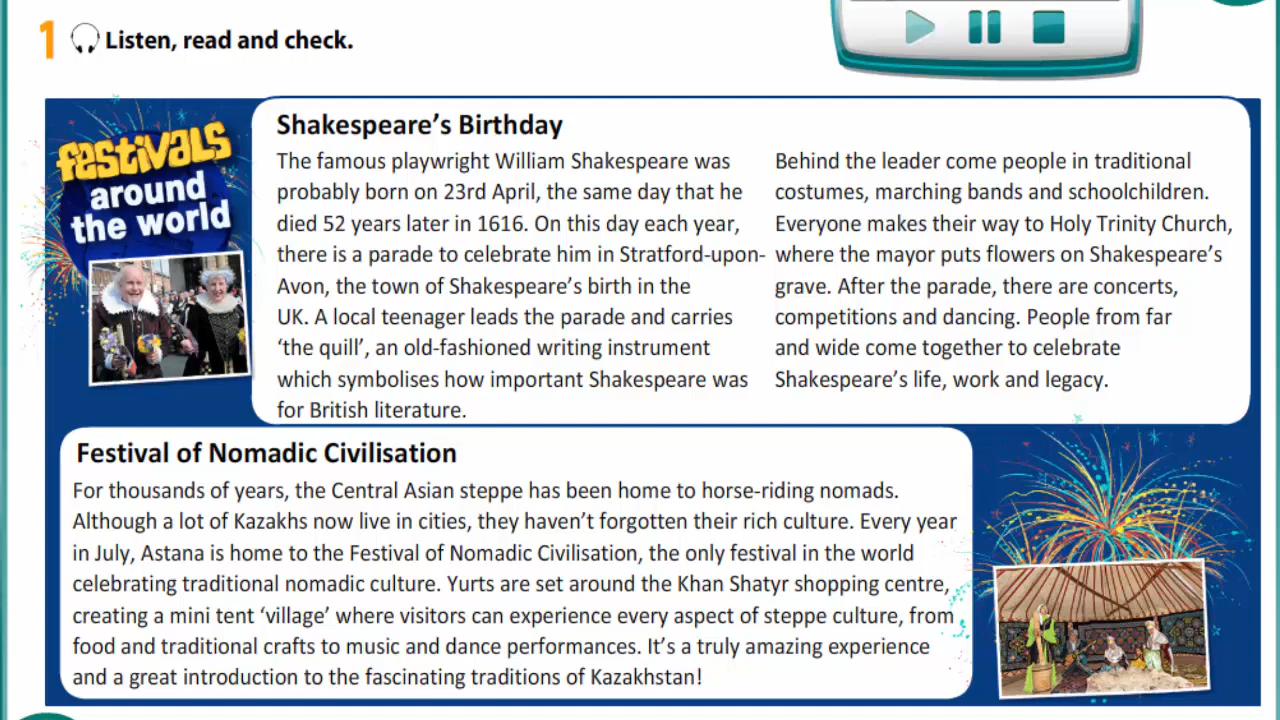 1 Listen, read and check.
festivals
around
the world
Shakespeare's Birthday
The famous playwright William Shakespeare was
probably born on 23rd April, the same day that he
died 52 years later in 1616. On this day each year,
there is a parade to celebrate him in Stratford-upon-
Avon, the town of Shakespeare's birth in the
UK. A local teenager leads the parade and carries
'the quill', an old-fashioned writing instrument
which symbolises how important Shakespeare was
for British literature.
Behind the leader come people in traditional
costumes, marching bands and schoolchildren.
Everyone makes their way to Holy Trinity Church,
where the mayor puts flowers on Shakespeare's
grave. After the parade, there are concerts,
competitions and dancing. People from far
and wide come together to celebrate
Shakespeare's life, work and legacy.
Festival of Nomadic Civilisation
For thousands of years, the Central Asian steppe has been home to horse-riding nomads.
Although a lot of Kazakhs now live in cities, they haven't forgotten their rich culture. Every year
in July, Astana is home to the Festival of Nomadic Civilisation, the only festival in the world
celebrating traditional nomadic culture. Yurts are set around the Khan Shatyr shopping centre,
creating a mini tent 'village' where visitors can experience every aspect of steppe culture, from
food and traditional crafts to music and dance performances. It's a truly amazing experience
and a great introduction to the fascinating traditions of Kazakhstan!